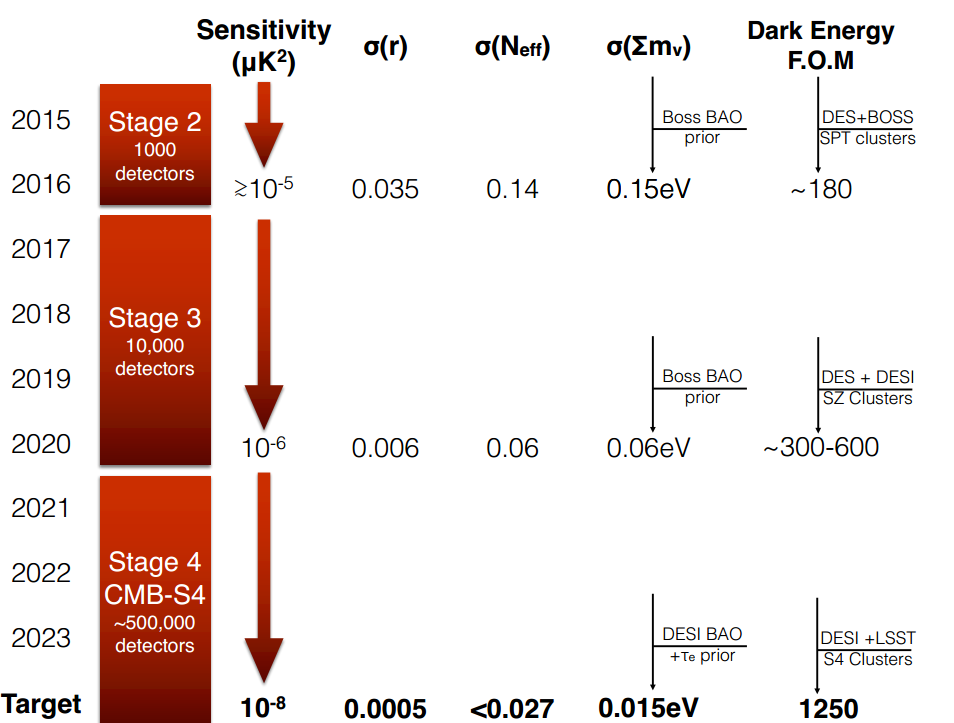 Sensitivity
(μK²)
σ(r)
σ(Neff)
σ(Σmν)
Dark Energy
F.O.M
2015
Stage 2
1000
detectors
Boss BAO
prior
DES+BOSS
SPT clusters
2016
≳10-5
0.035
0.14
0.15eV
~180
2017
2018
Stage 3
10,000
detectors
2019
Boss BAO
prior
DES + DESI
SZ Clusters
2020
10-6
0.006
0.06
0.06eV
~300-600
2021
2022
Stage 4
CMB-S4
~500,000
detectors
2023
DESI BAO
+τe prior
DESI +LSST
S4 Clusters
Target
10-8
0.0005
<0.027
0.015eV
1250